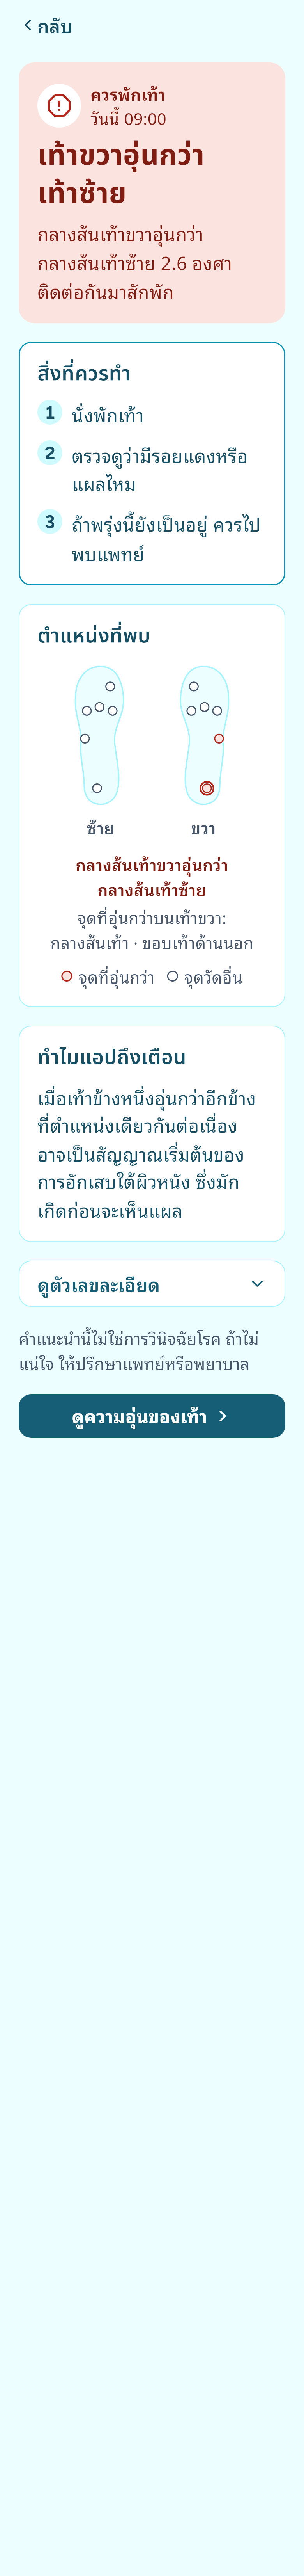 กลับ
ควรพักเท้า
วันนี้ 09:00
เท้าขวาอุ่นกว่า
เท้าซ้าย
กลางส้นเท้าขวาอุ่นกว่า
กลางส้นเท้าซ้าย 2.6 องศา
ติดต่อกันมาสักพัก
สิ่งที่ควรทำ
1 นั่งพักเท้า
2 ตรวจดูว่ามีรอยแดงหรือ
แผลไหม
3 ถ้าพรุ่งนี้ยังเป็นอยู่ ควรไป
พบแพทย์
ตำแหน่งที่พบ
ซ้าย ขวา
กลางส้นเท้าขวาอุ่นกว่า
กลางส้นเท้าซ้าย
จุดที่อุ่นกว่าบนเท้าขวา:
กลางส้นเท้า · ขอบเท้าด้านนอก
จุดที่อุ่นกว่า จุดวัดอื่น
ทำไมแอปถึงเตือน
เมื่อเท้าข้างหนึ่งอุ่นกว่าอีกข้าง
ที่ตำแหน่งเดียวกันต่อเนื่อง
อาจเป็นสัญญาณเริ่มต้นของ
การอักเสบใต้ผิวหนัง ซึ่งมัก
เกิดก่อนจะเห็นแผล
ดูตัวเลขละเอียด
คำแนะนำนี้ไม่ใช่การวินิจฉัยโรค ถ้าไม่
แน่ใจ ให้ปรึกษาแพทย์หรือพยาบาล
ดูความอุ่นของเท้า